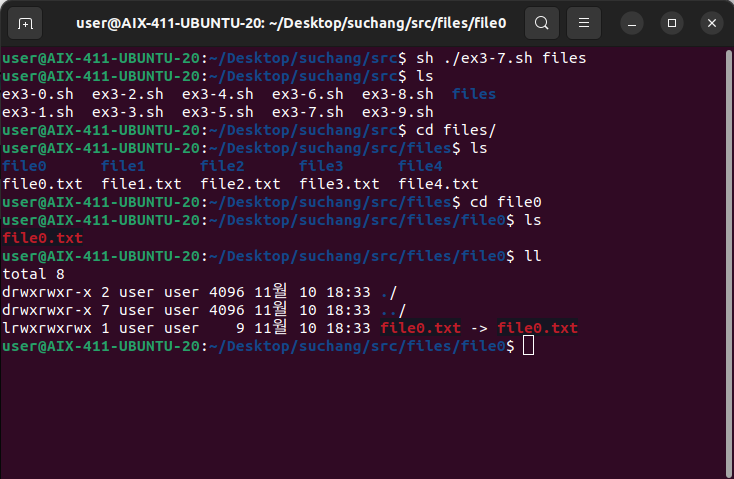 user@AIX-411-UBUNTU-20: ~/Desktop/suchang/src/files/file0
user@AIX-411-UBUNTU-20:~/Desktop/suchang/src$ sh ./ex3-7.sh files
user@AIX-411-UBUNTU-20:~/Desktop/suchang/src$ ls
ex3-0.sh  ex3-2.sh  ex3-4.sh  ex3-6.sh  ex3-8.sh  files
ex3-1.sh  ex3-3.sh  ex3-5.sh  ex3-7.sh  ex3-9.sh
user@AIX-411-UBUNTU-20:~/Desktop/suchang/src$ cd files/
user@AIX-411-UBUNTU-20:~/Desktop/suchang/src/files$ ls
file0      file1      file2      file3      file4
file0.txt  file1.txt  file2.txt  file3.txt  file4.txt
user@AIX-411-UBUNTU-20:~/Desktop/suchang/src/files$ cd file0
user@AIX-411-UBUNTU-20:~/Desktop/suchang/src/files/file0$ ls
file0.txt
user@AIX-411-UBUNTU-20:~/Desktop/suchang/src/files/file0$ ll
total 8
drwxrwxr-x 2 user user 4096 11월 10 18:33 ./
drwxrwxr-x 7 user user 4096 11월 10 18:33 ../
lrwxrwxrwx 1 user user    9 11월 10 18:33 file0.txt -> file0.txt
user@AIX-411-UBUNTU-20:~/Desktop/suchang/src/files/file0$